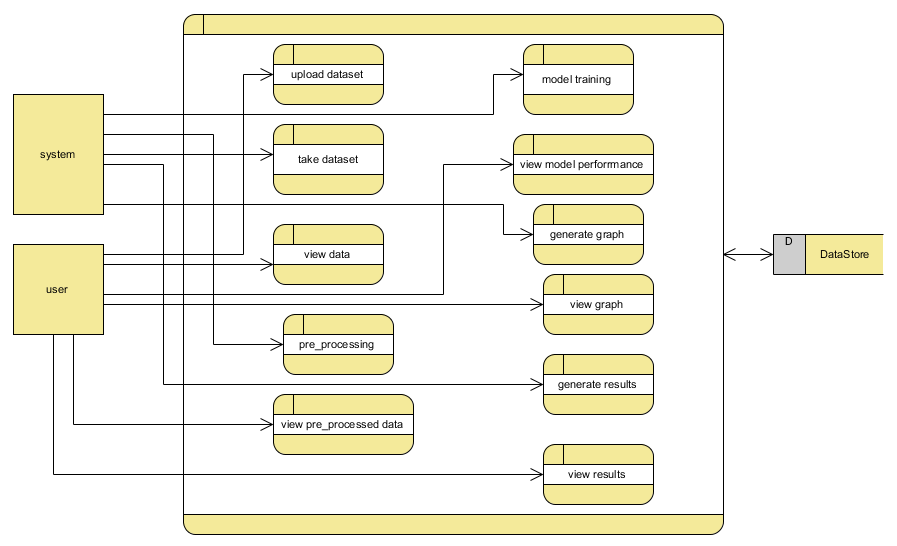 system
user
upload dataset
take dataset
view data
pre_processing
view pre_processed data
model training
view model perforrmance
generate graph
view graph
generate results
view results
D
DataStore